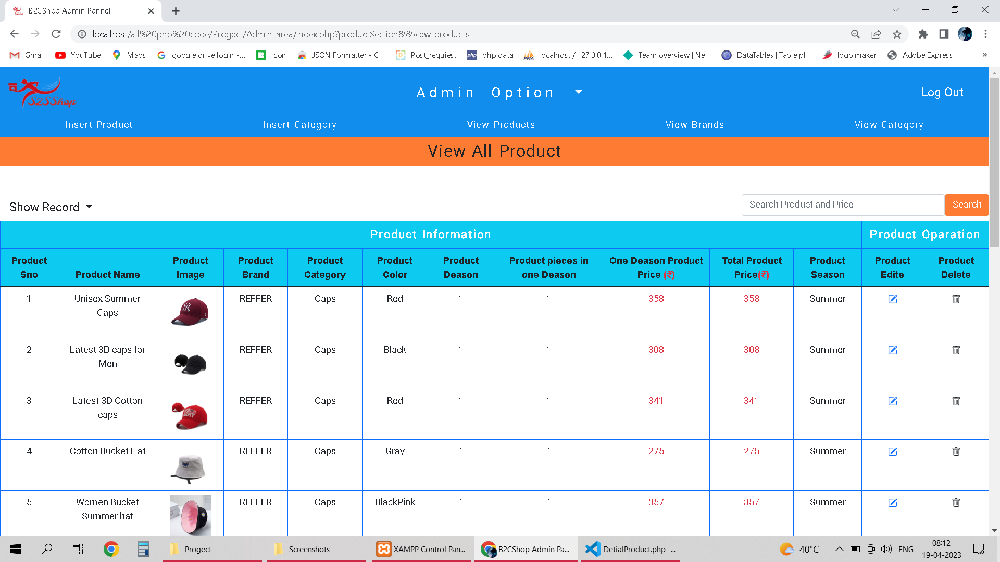 B2CShop Admin Pannel
localhost/all%20php%20code/Progect/Admin_area/index.php?productSection&&view_products
Gmail YouTube Maps google drive login -... icon JSON Formatter - C... Post_requiest php php data PMA localhost / 127.0.0.1... Team overview | Ne... DataTables | Table pl... logo maker Adobe Express »
S2SShop
Admin Option
Log Out
Insert Product Insert Category View Products View Brands View Category
View All Product
Show Record
Search Product and Price Search
Product Information Product Oparation
Product Sno Product Name Product Image Product Brand Product Category Product Color Product Deason Product pieces in one Deason One Deason Product Price (₹) Total Product Price(₹) Product Season Product Edite Product Delete
1 Unisex Summer Caps REFFER Caps Red 1 1 358 358 Summer
2 Latest 3D caps for Men REFFER Caps Black 1 1 308 308 Summer
3 Latest 3D Cotton caps REFFER Caps Red 1 1 341 341 Summer
4 Cotton Bucket Hat REFFER Caps Gray 1 1 275 275 Summer
5 Women Bucket Summer hat REFFER Caps BlackPink 1 1 357 357 Summer
Progect Screenshots XAMPP Control Pan... B2CShop Admin Pa... DetialProduct.php -... 40°C ENG 08:12
19-04-2023